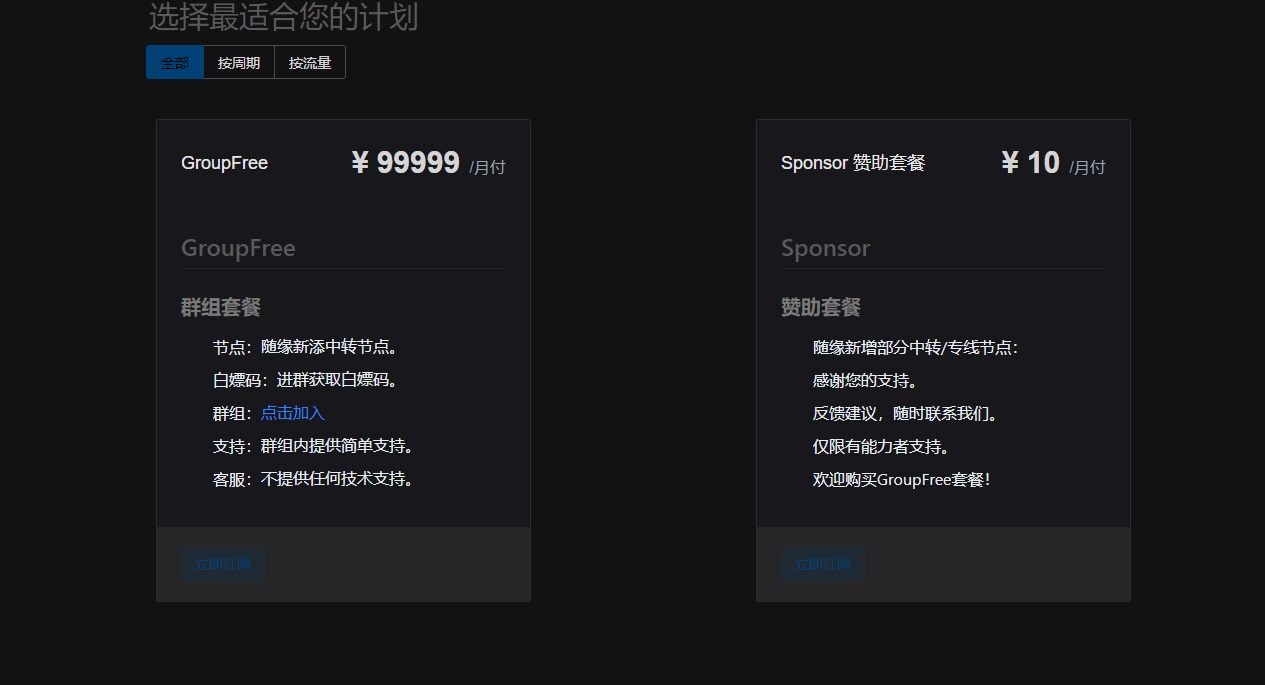 选择最适合您的计划
全部 按周期 按流量
GroupFree ¥ 99999 /月付
GroupFree
群组套餐
节点：随缘新添中转节点。
白嫖码：进群获取白嫖码。
群组：点击加入
支持：群组内提供简单支持。
客服：不提供任何技术支持。
立即订阅
Sponsor 赞助套餐 ¥ 10 /月付
Sponsor
赞助套餐
随缘新增部分中转/专线节点：
感谢您的支持。
反馈建议，随时联系我们。
仅限有能力者支持。
欢迎购买GroupFree套餐！
立即订阅